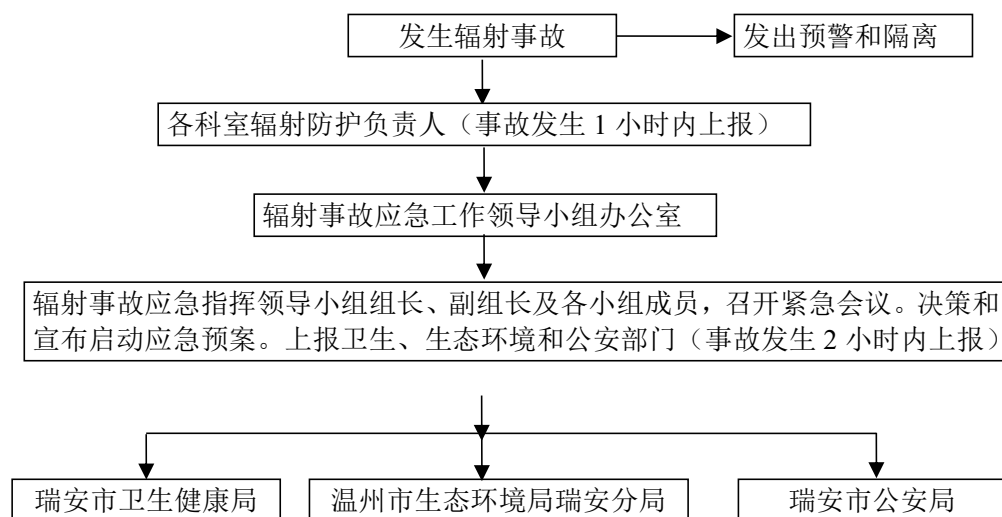 发生辐射事故
发出预警和隔离
各科室辐射防护负责人（事故发生 1 小时内上报）
辐射事故应急工作领导小组办公室
辐射事故应急指挥领导小组组长、副组长及各小组成员，召开紧急会议。决策和
宣布启动应急预案。上报卫生、生态环境和公安部门（事故发生 2 小时内上报）
瑞安市卫生健康局
温州市生态环境局瑞安分局
瑞安市公安局